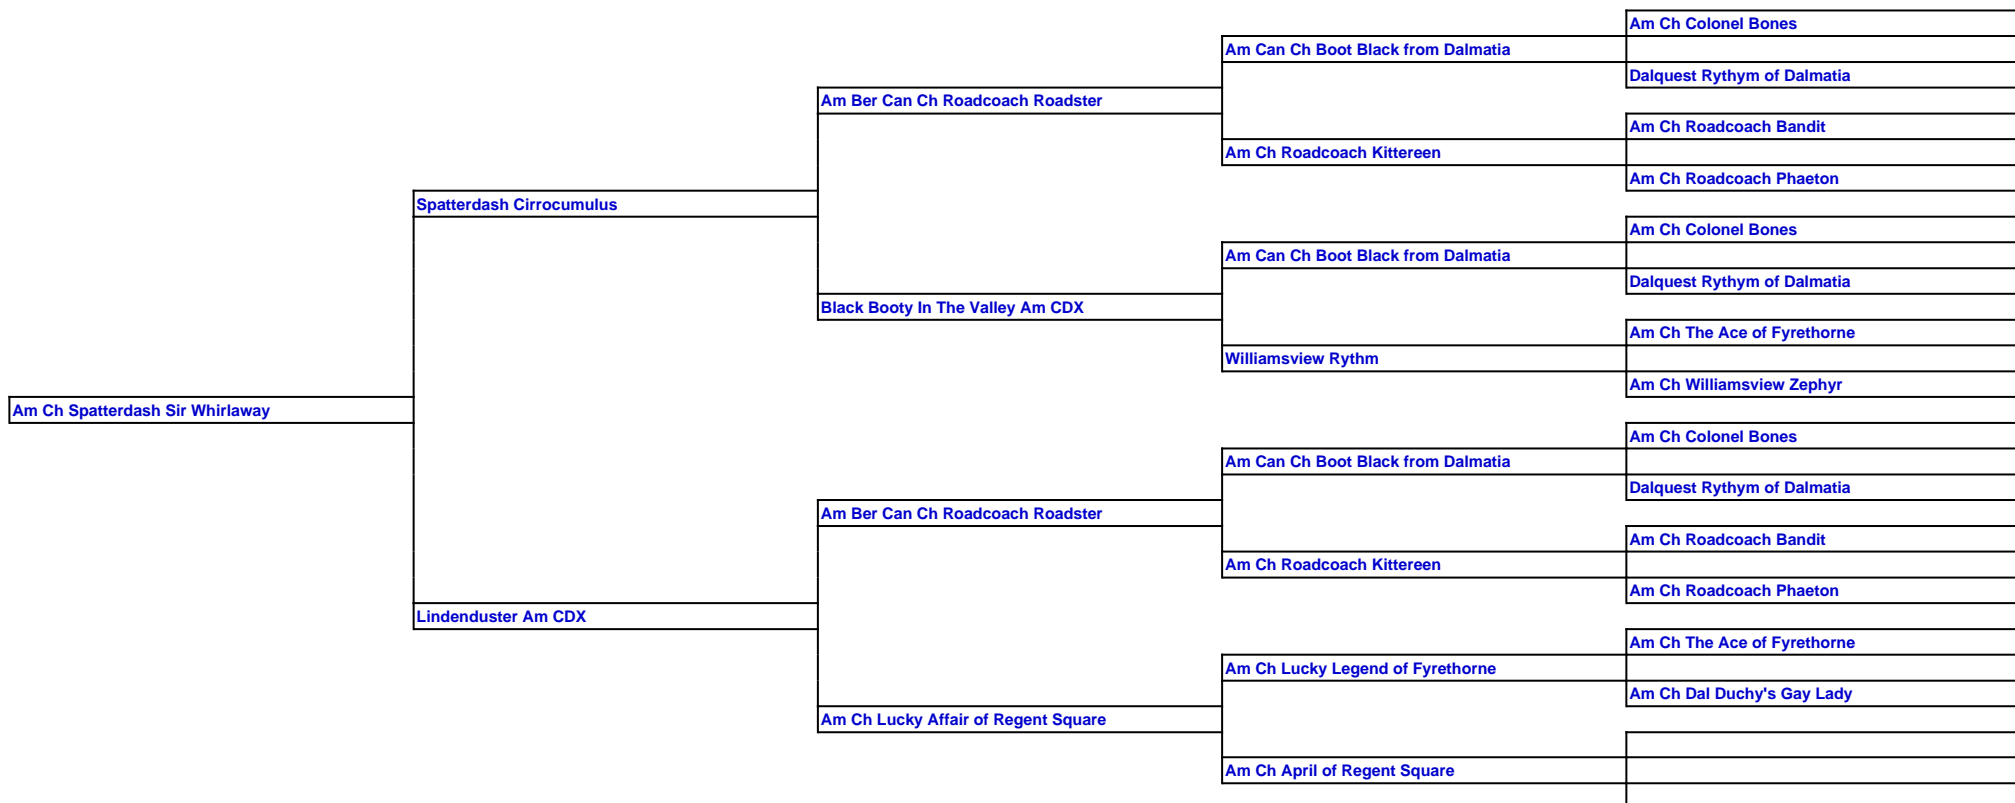 Am Ch Colonel Bones
Am Can Ch Boot Black from Dalmatia
Dalquest Rythym of Dalmatia
Am Ber Can Ch Roadcoach Roadster
Am Ch Roadcoach Bandit
Am Ch Roadcoach Kittereen
Am Ch Roadcoach Phaeton
Spatterdash Cirrocumulus
Am Ch Colonel Bones
Am Can Ch Boot Black from Dalmatia
Dalquest Rythym of Dalmatia
Black Booty In The Valley Am CDX
Am Ch The Ace of Fyrethorne
Williamsview Rythm
Am Ch Williamsview Zephyr
Am Ch Spatterdash Sir Whirlaway
Am Ch Colonel Bones
Am Can Ch Boot Black from Dalmatia
Dalquest Rythym of Dalmatia
Am Ber Can Ch Roadcoach Roadster
Am Ch Roadcoach Bandit
Am Ch Roadcoach Kittereen
Am Ch Roadcoach Phaeton
Lindenduster Am CDX
Am Ch The Ace of Fyrethorne
Am Ch Lucky Legend of Fyrethorne
Am Ch Dal Duchy's Gay Lady
Am Ch Lucky Affair of Regent Square
Am Ch April of Regent Square